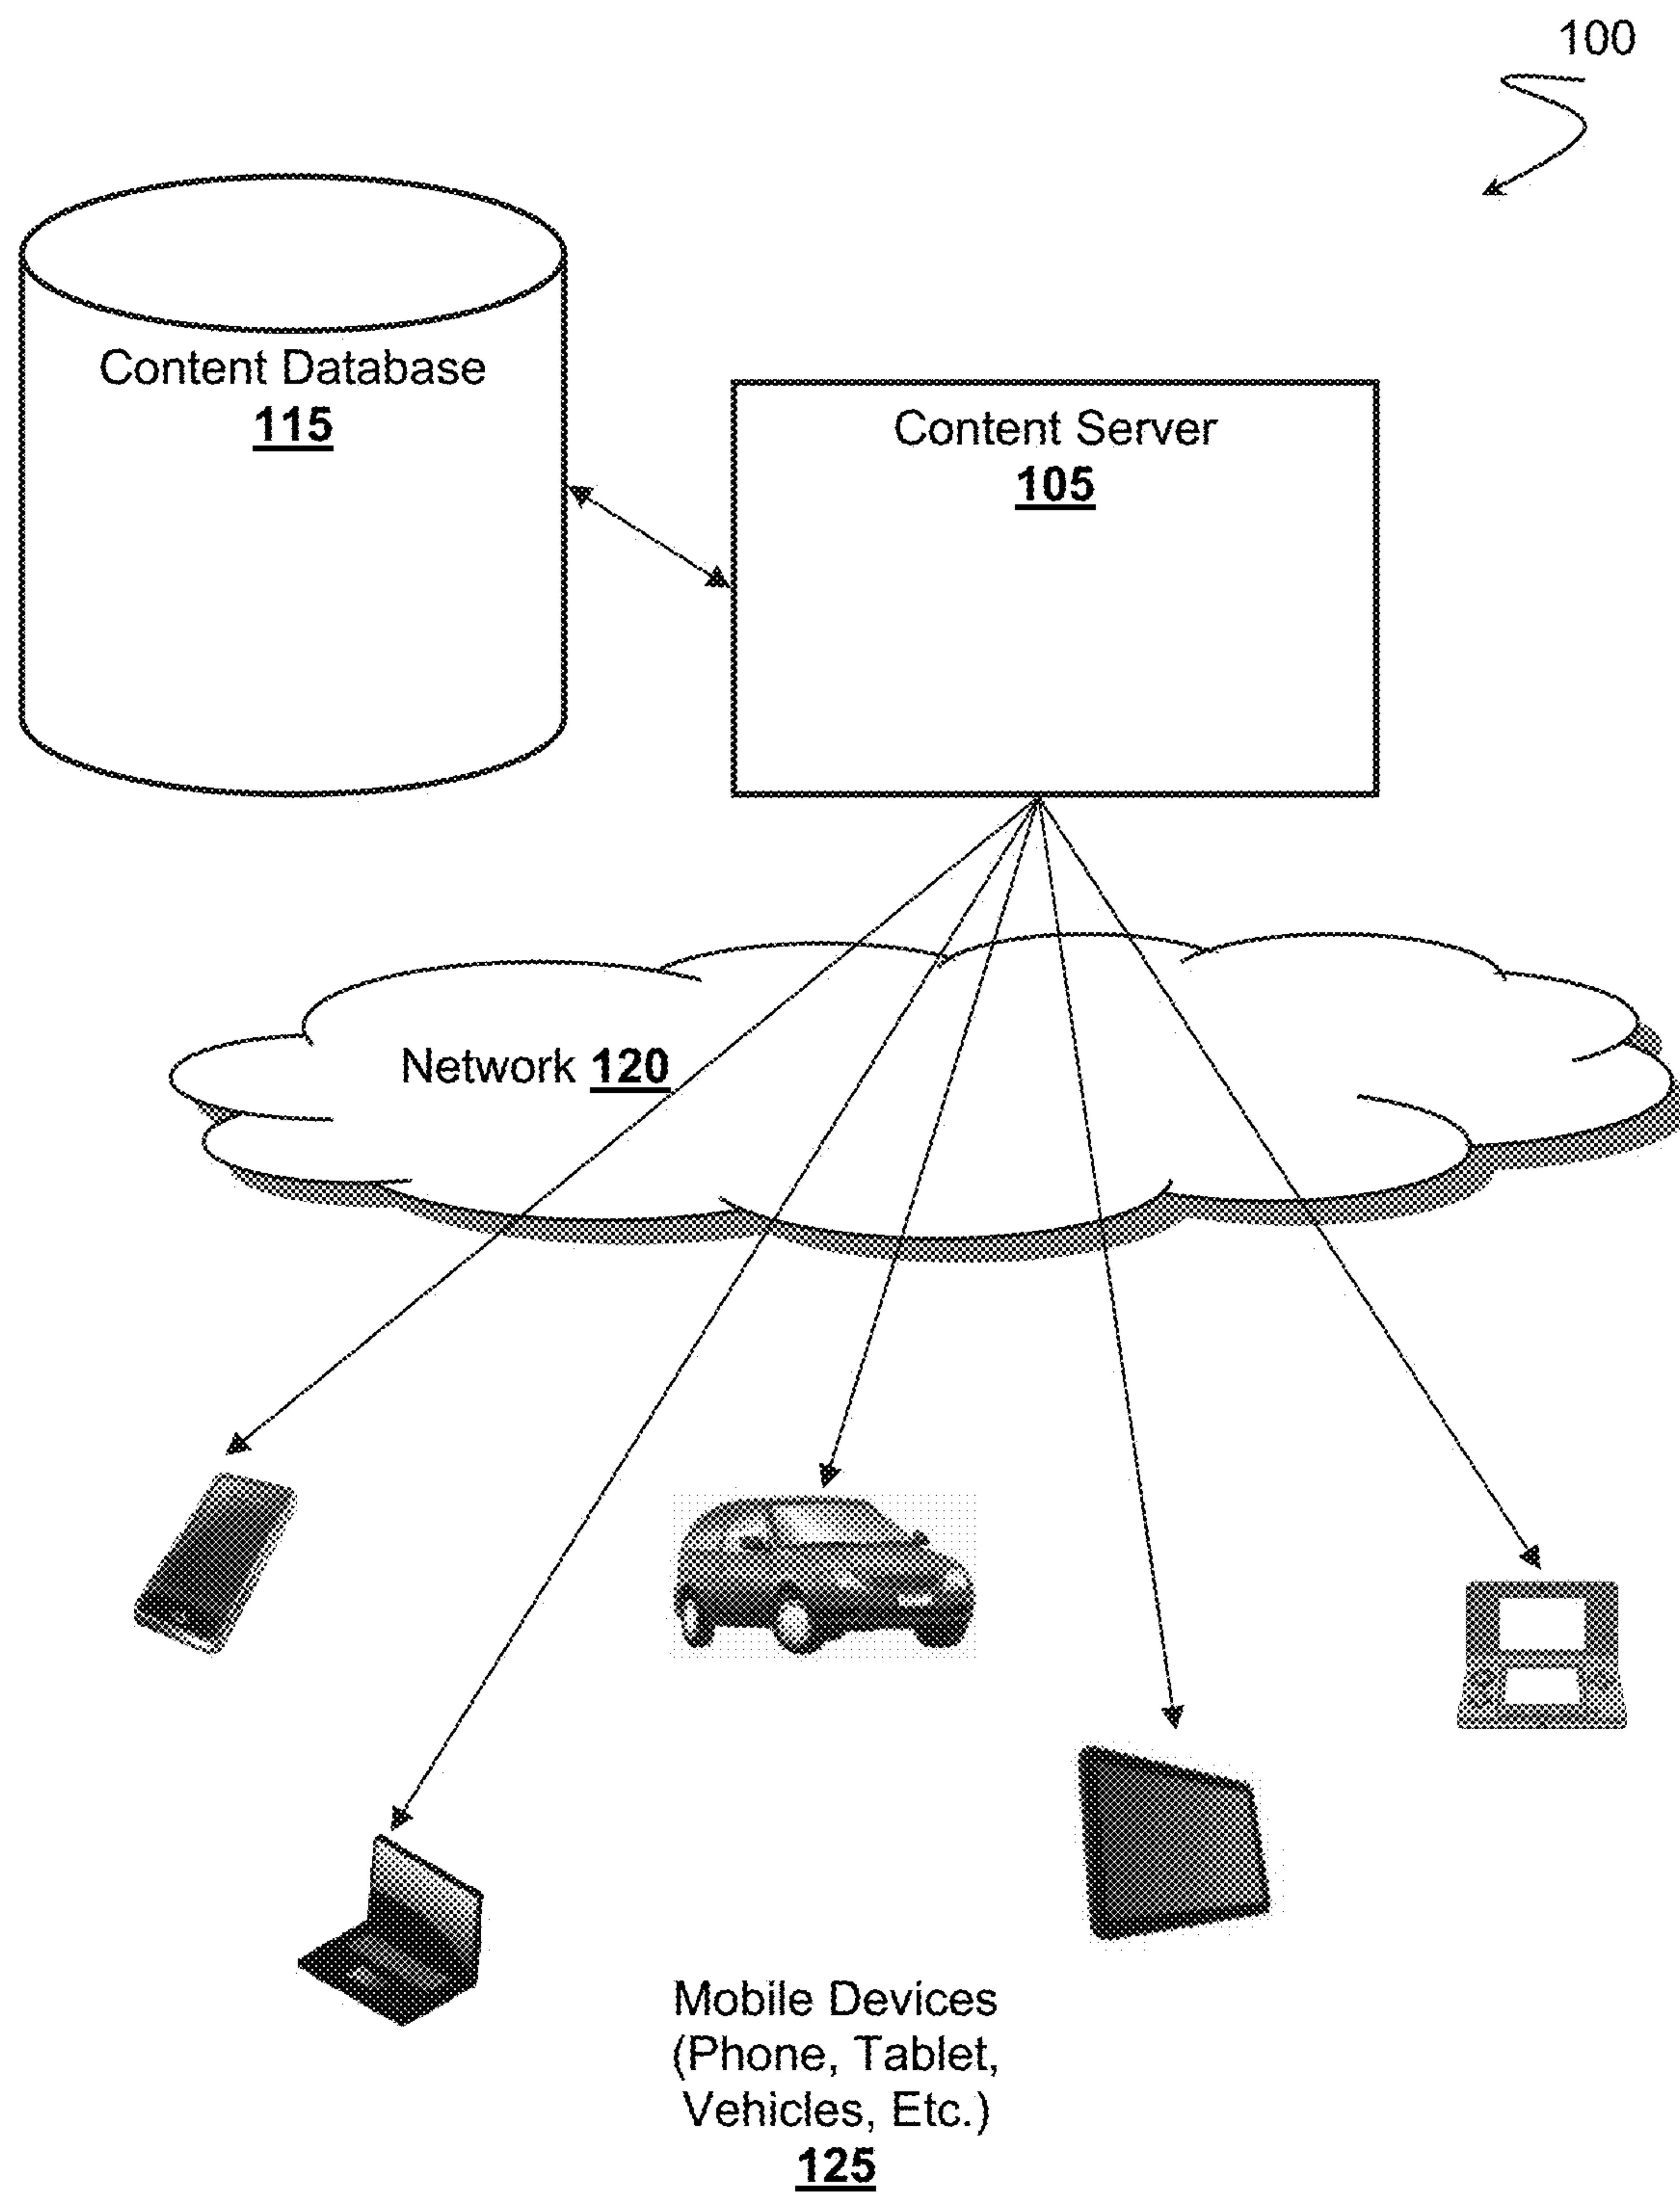 100
Content Database
115
Content Server
105
Network 120
Mobile Devices
(Phone, Tablet,
Vehicles, Etc.)
125